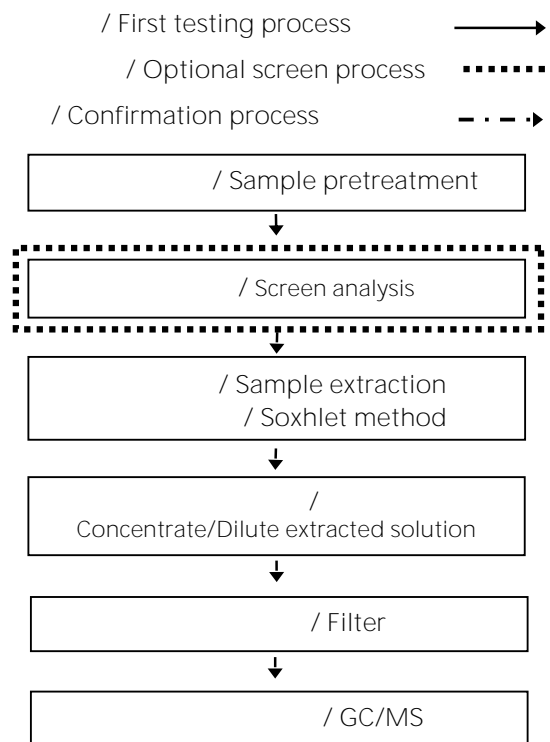 / First testing process
/ Optional screen process
/ Confirmation process
/ Sample pretreatment
/ Screen analysis
/ Sample extraction
/ Soxhlet method
/
Concentrate/Dilute extracted solution
/ Filter
/ GC/MS